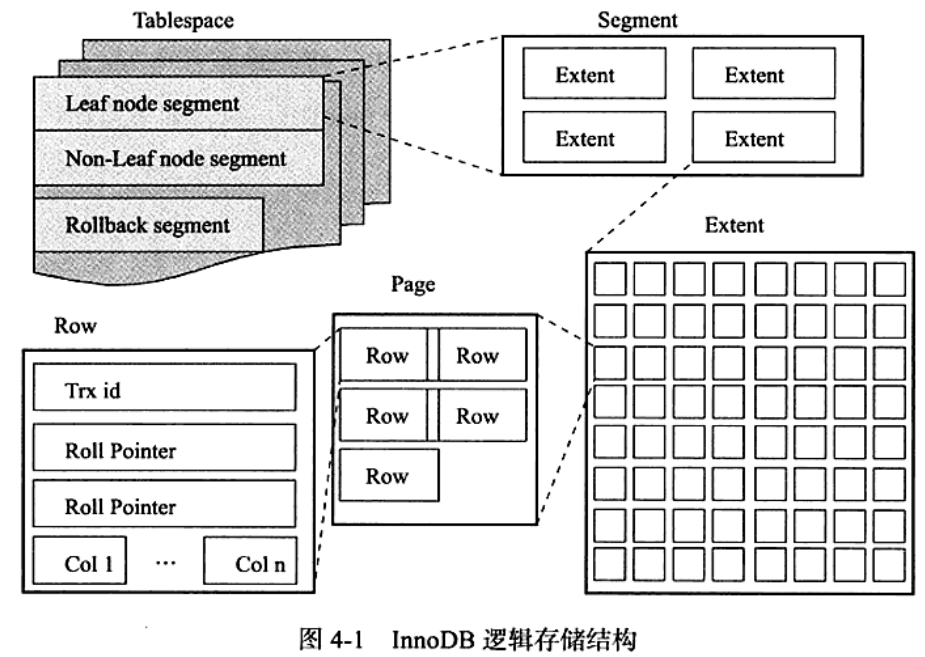 Tablespace
Leaf node segment
Non-Leaf node segment
Rollback segment
Segment
Extent
Extent
Extent
Extent
Extent
Page
Row
Row
Row
Row
Row
Row
Trx id
Roll Pointer
Roll Pointer
Col 1
···
Col n
图 4-1 InnoDB 逻辑存储结构